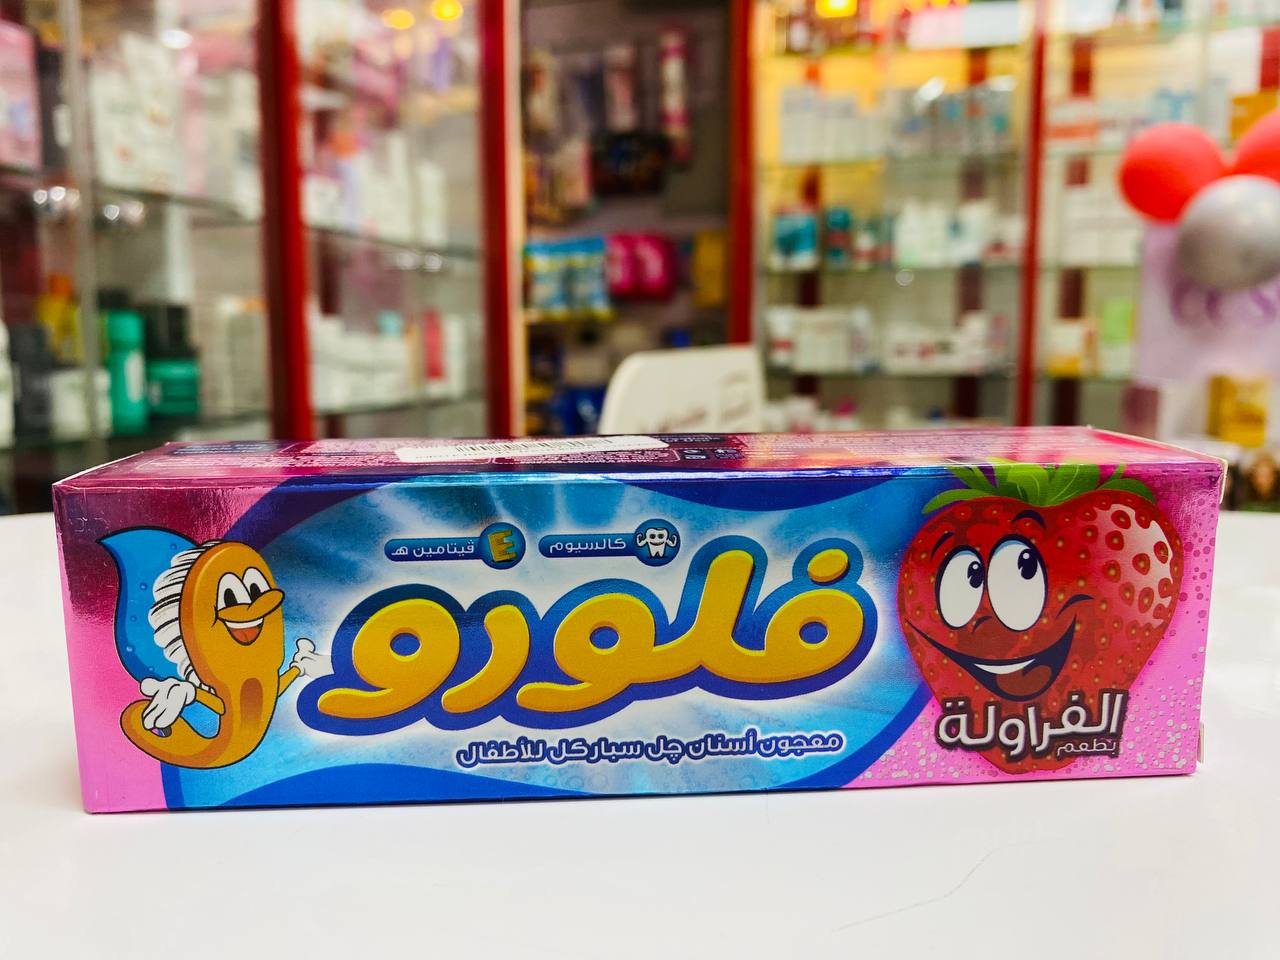 كالسيوم E ڤيتامين هـ
فلورو
معجون أسنان چل سباركل للأطفال
بطعم
الفراولة